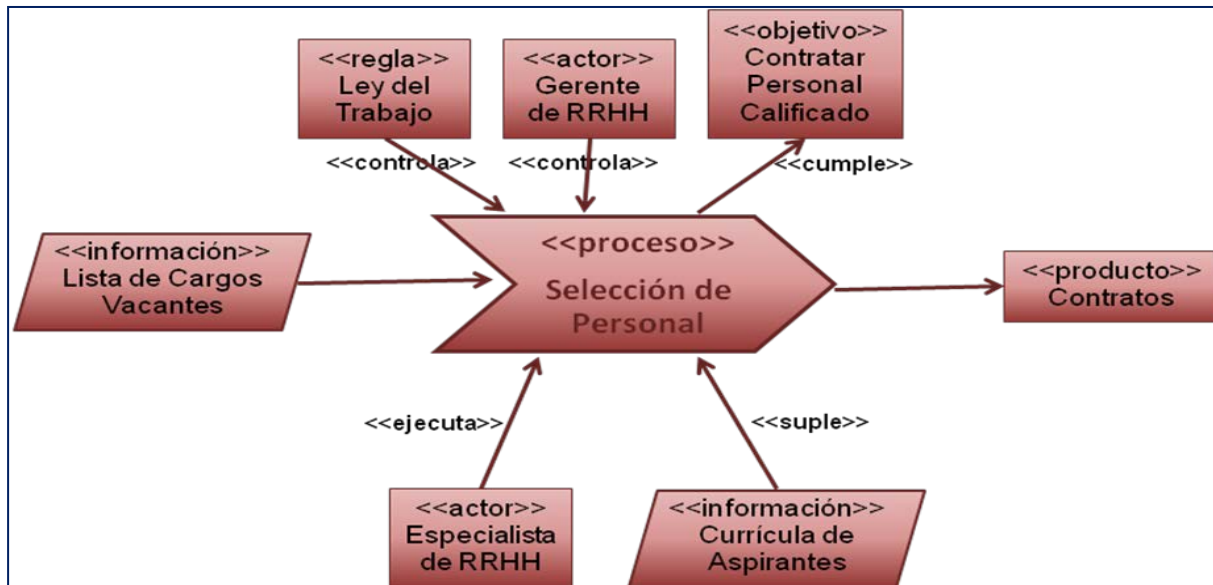 <<regla>>
Ley del
Trabajo
<<actor>>
Gerente
de RRHH
<<objetivo>>
Contratar
Personal
Calificado
<<controla>>
<<controla>>
<<cumple>>
<<información>>
Lista de Cargos
Vacantes
<<proceso>>
Selección de
Personal
<<producto>>
Contratos
<<ejecuta>>
<<suple>>
<<actor>>
Especialista
de RRHH
<<información>>
Currícula de
Aspirantes